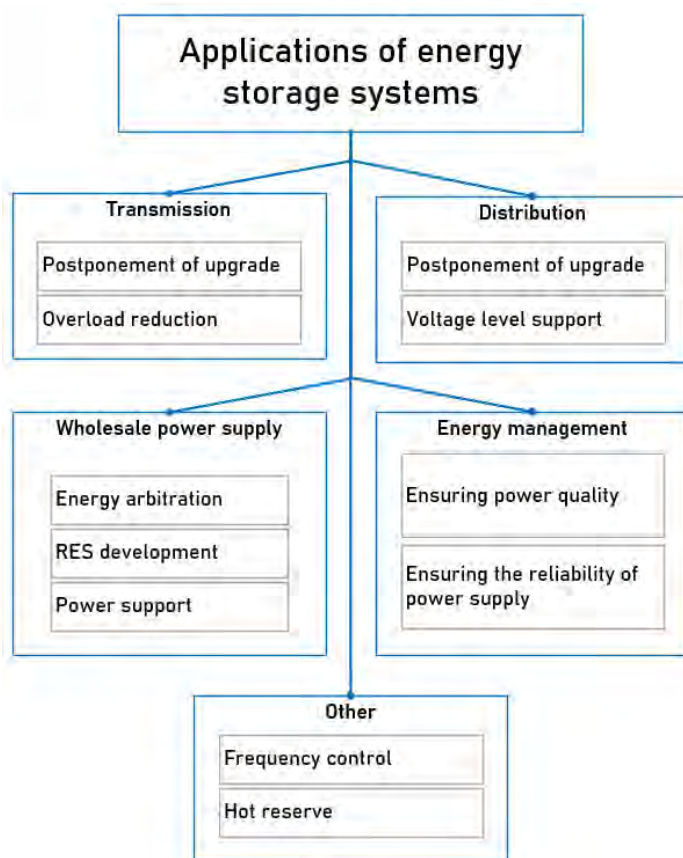 Applications of energy
storage systems
Transmission
Postponement of upgrade
Overload reduction
Distribution
Postponement of upgrade
Voltage level support
Wholesale power supply
Energy arbitration
RES development
Power support
Energy management
Ensuring power quality
Ensuring the reliability of
power supply
Other
Frequency control
Hot reserve